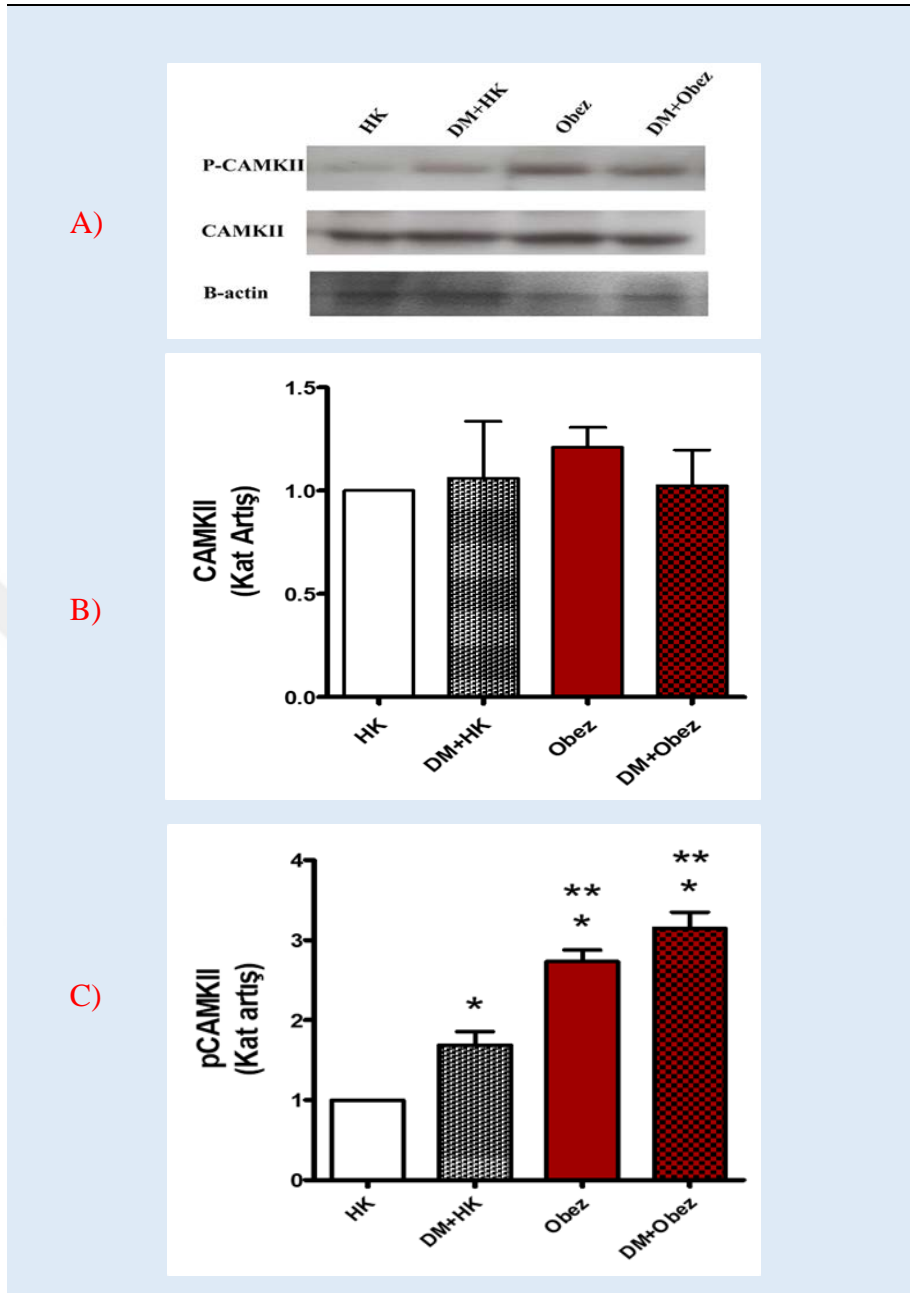 HK DM+HK Obez DM+Obez
P-CAMKII
A)
CAMKII
B-actin
1.5
1.0
0.5
0.0
CAMKII
(Kat Artış)
B)
HK DM+HK Obez DM+Obez
4
3
2
1
0
** **
* * *
pCAMKII
(Kat artış)
C)
HK DM+HK Obez DM+Obez